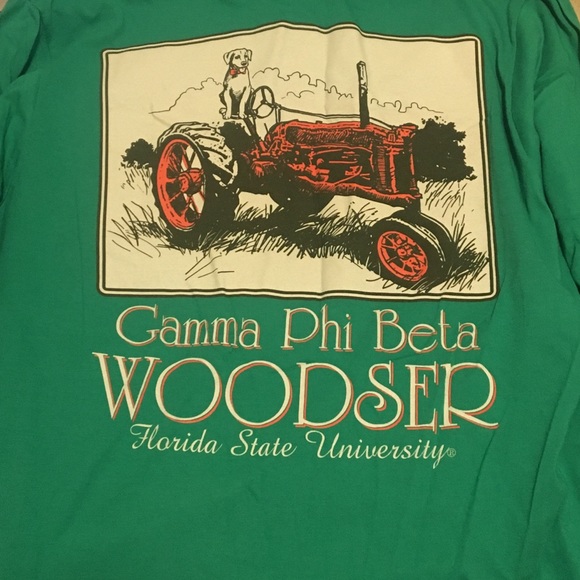 Gamma Phi Beta
WOODSER
Florida State University®